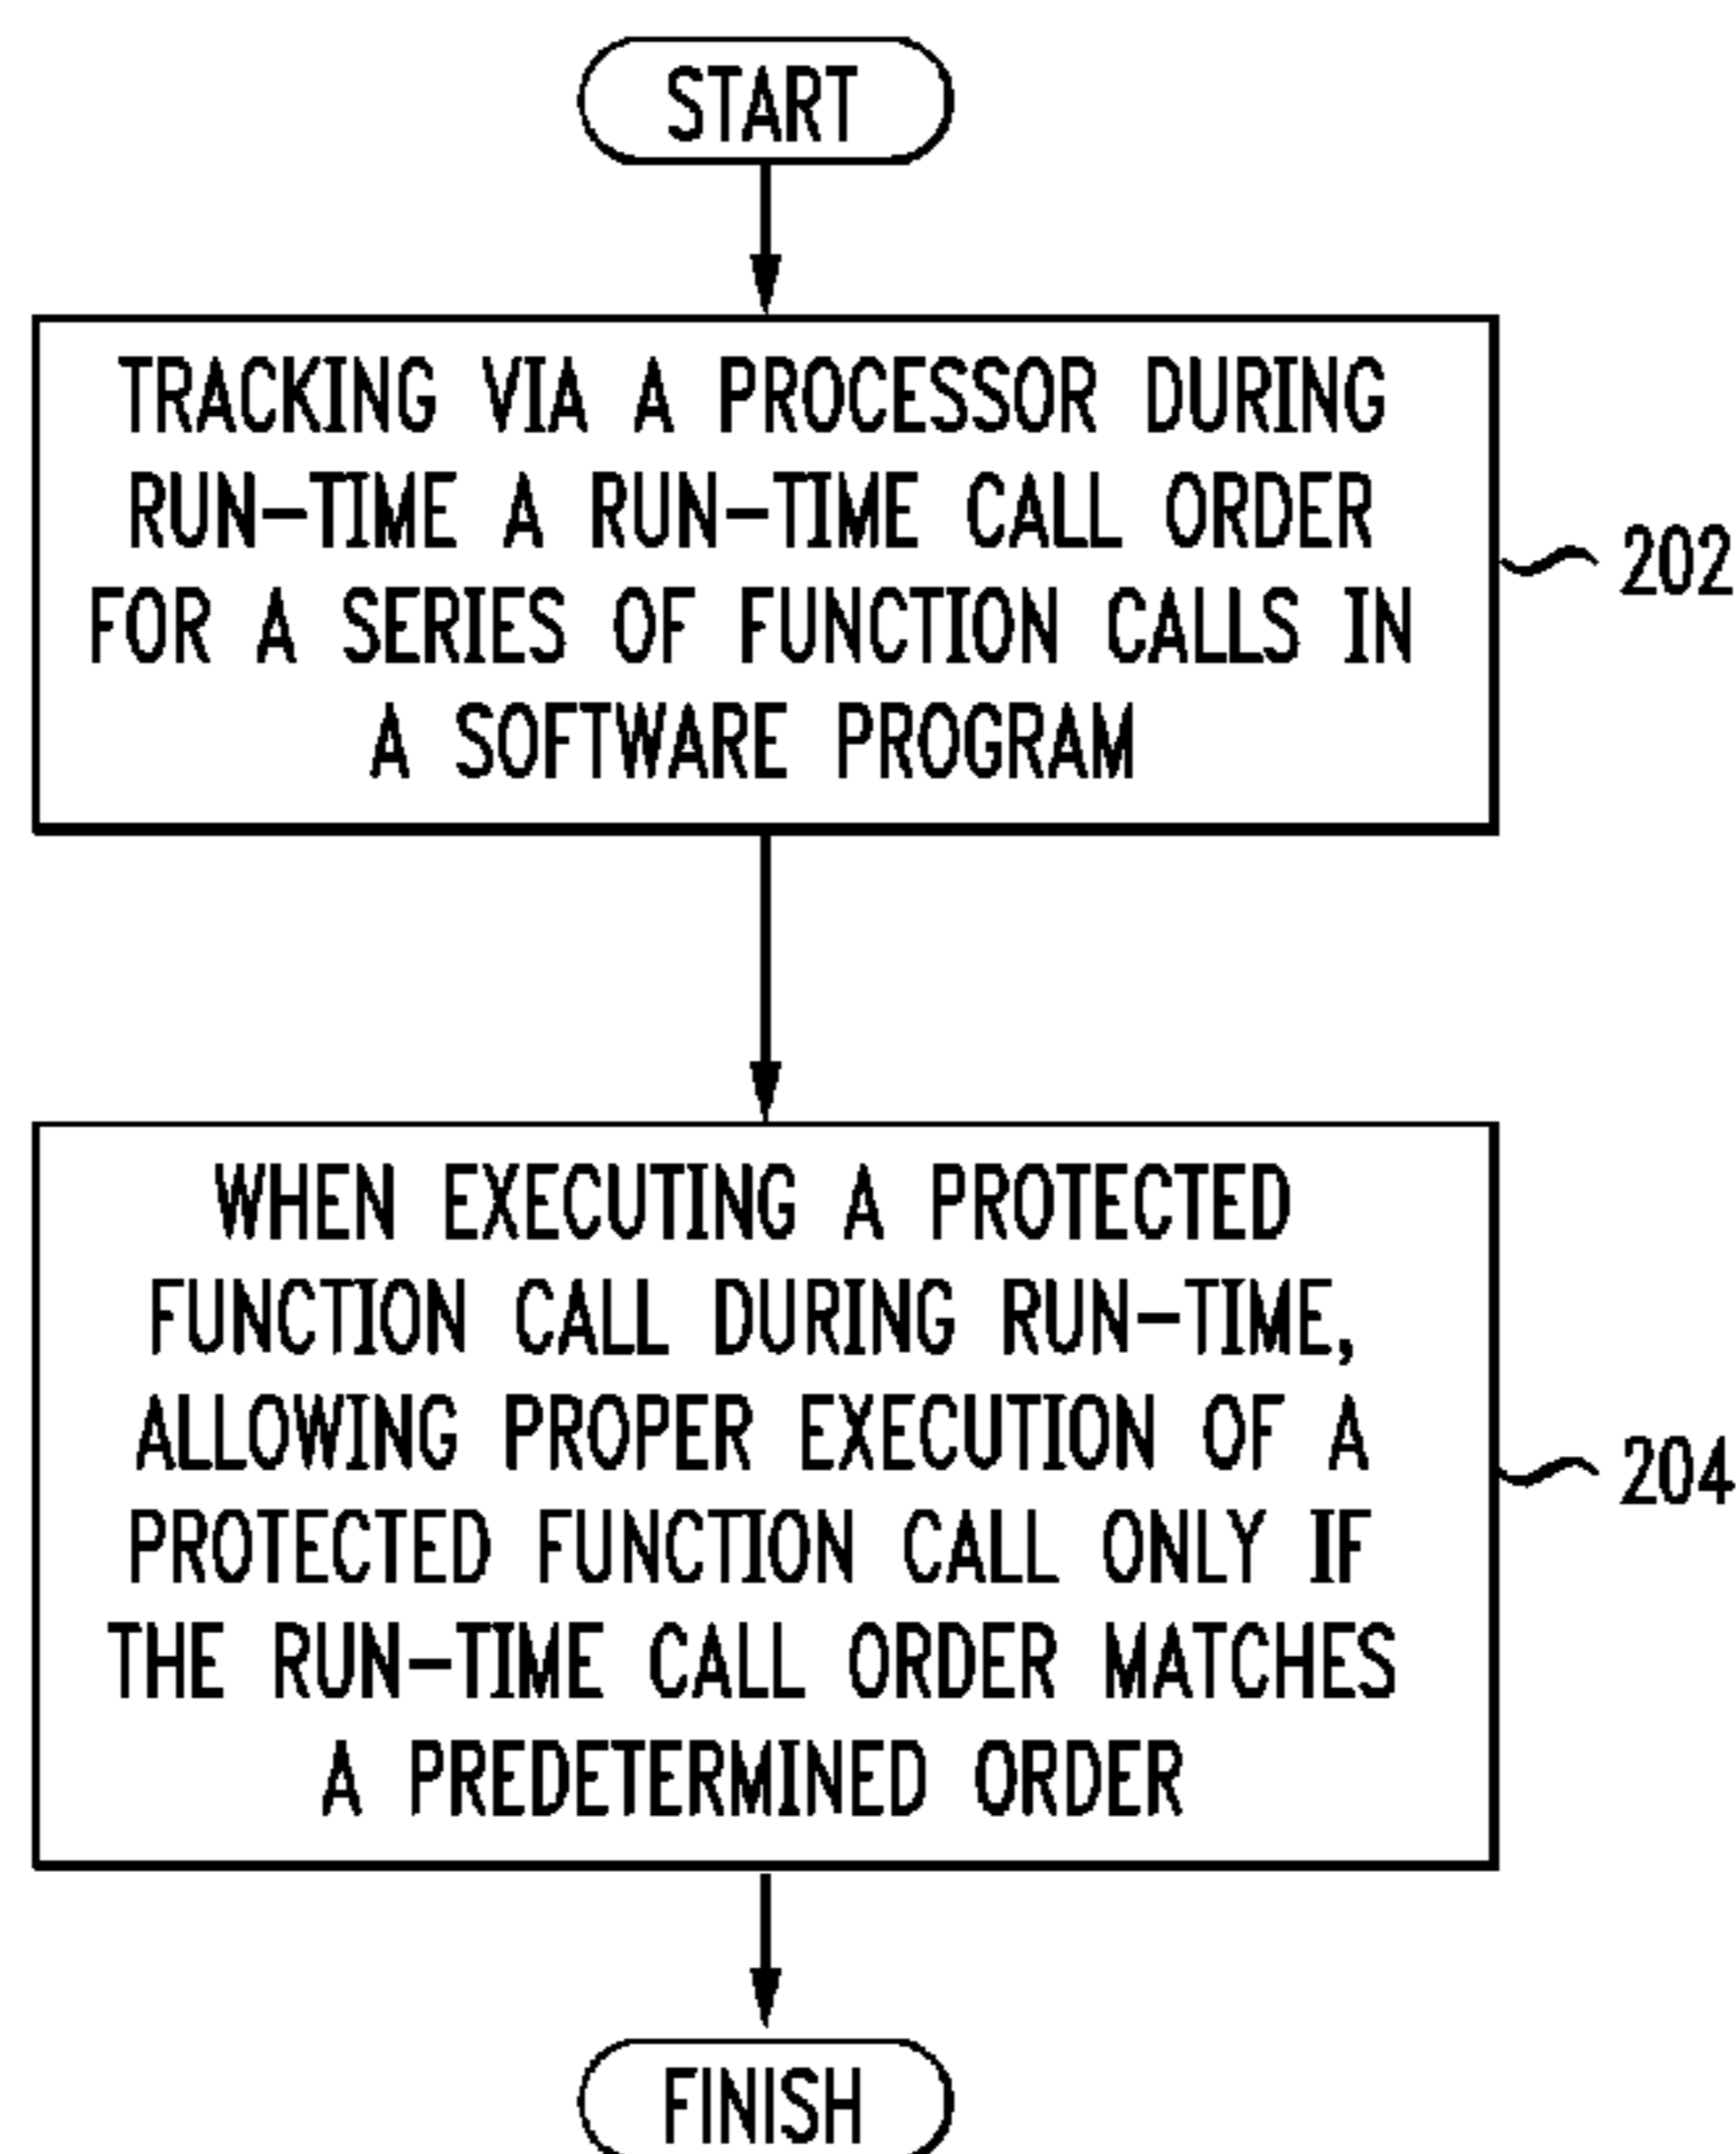 START
TRACKING VIA A PROCESSOR DURING
RUN-TIME A RUN-TIME CALL ORDER
FOR A SERIES OF FUNCTION CALLS IN
A SOFTWARE PROGRAM
202
WHEN EXECUTING A PROTECTED
FUNCTION CALL DURING RUN-TIME,
ALLOWING PROPER EXECUTION OF A
PROTECTED FUNCTION CALL ONLY IF
THE RUN-TIME CALL ORDER MATCHES
A PREDETERMINED ORDER
204
FINISH